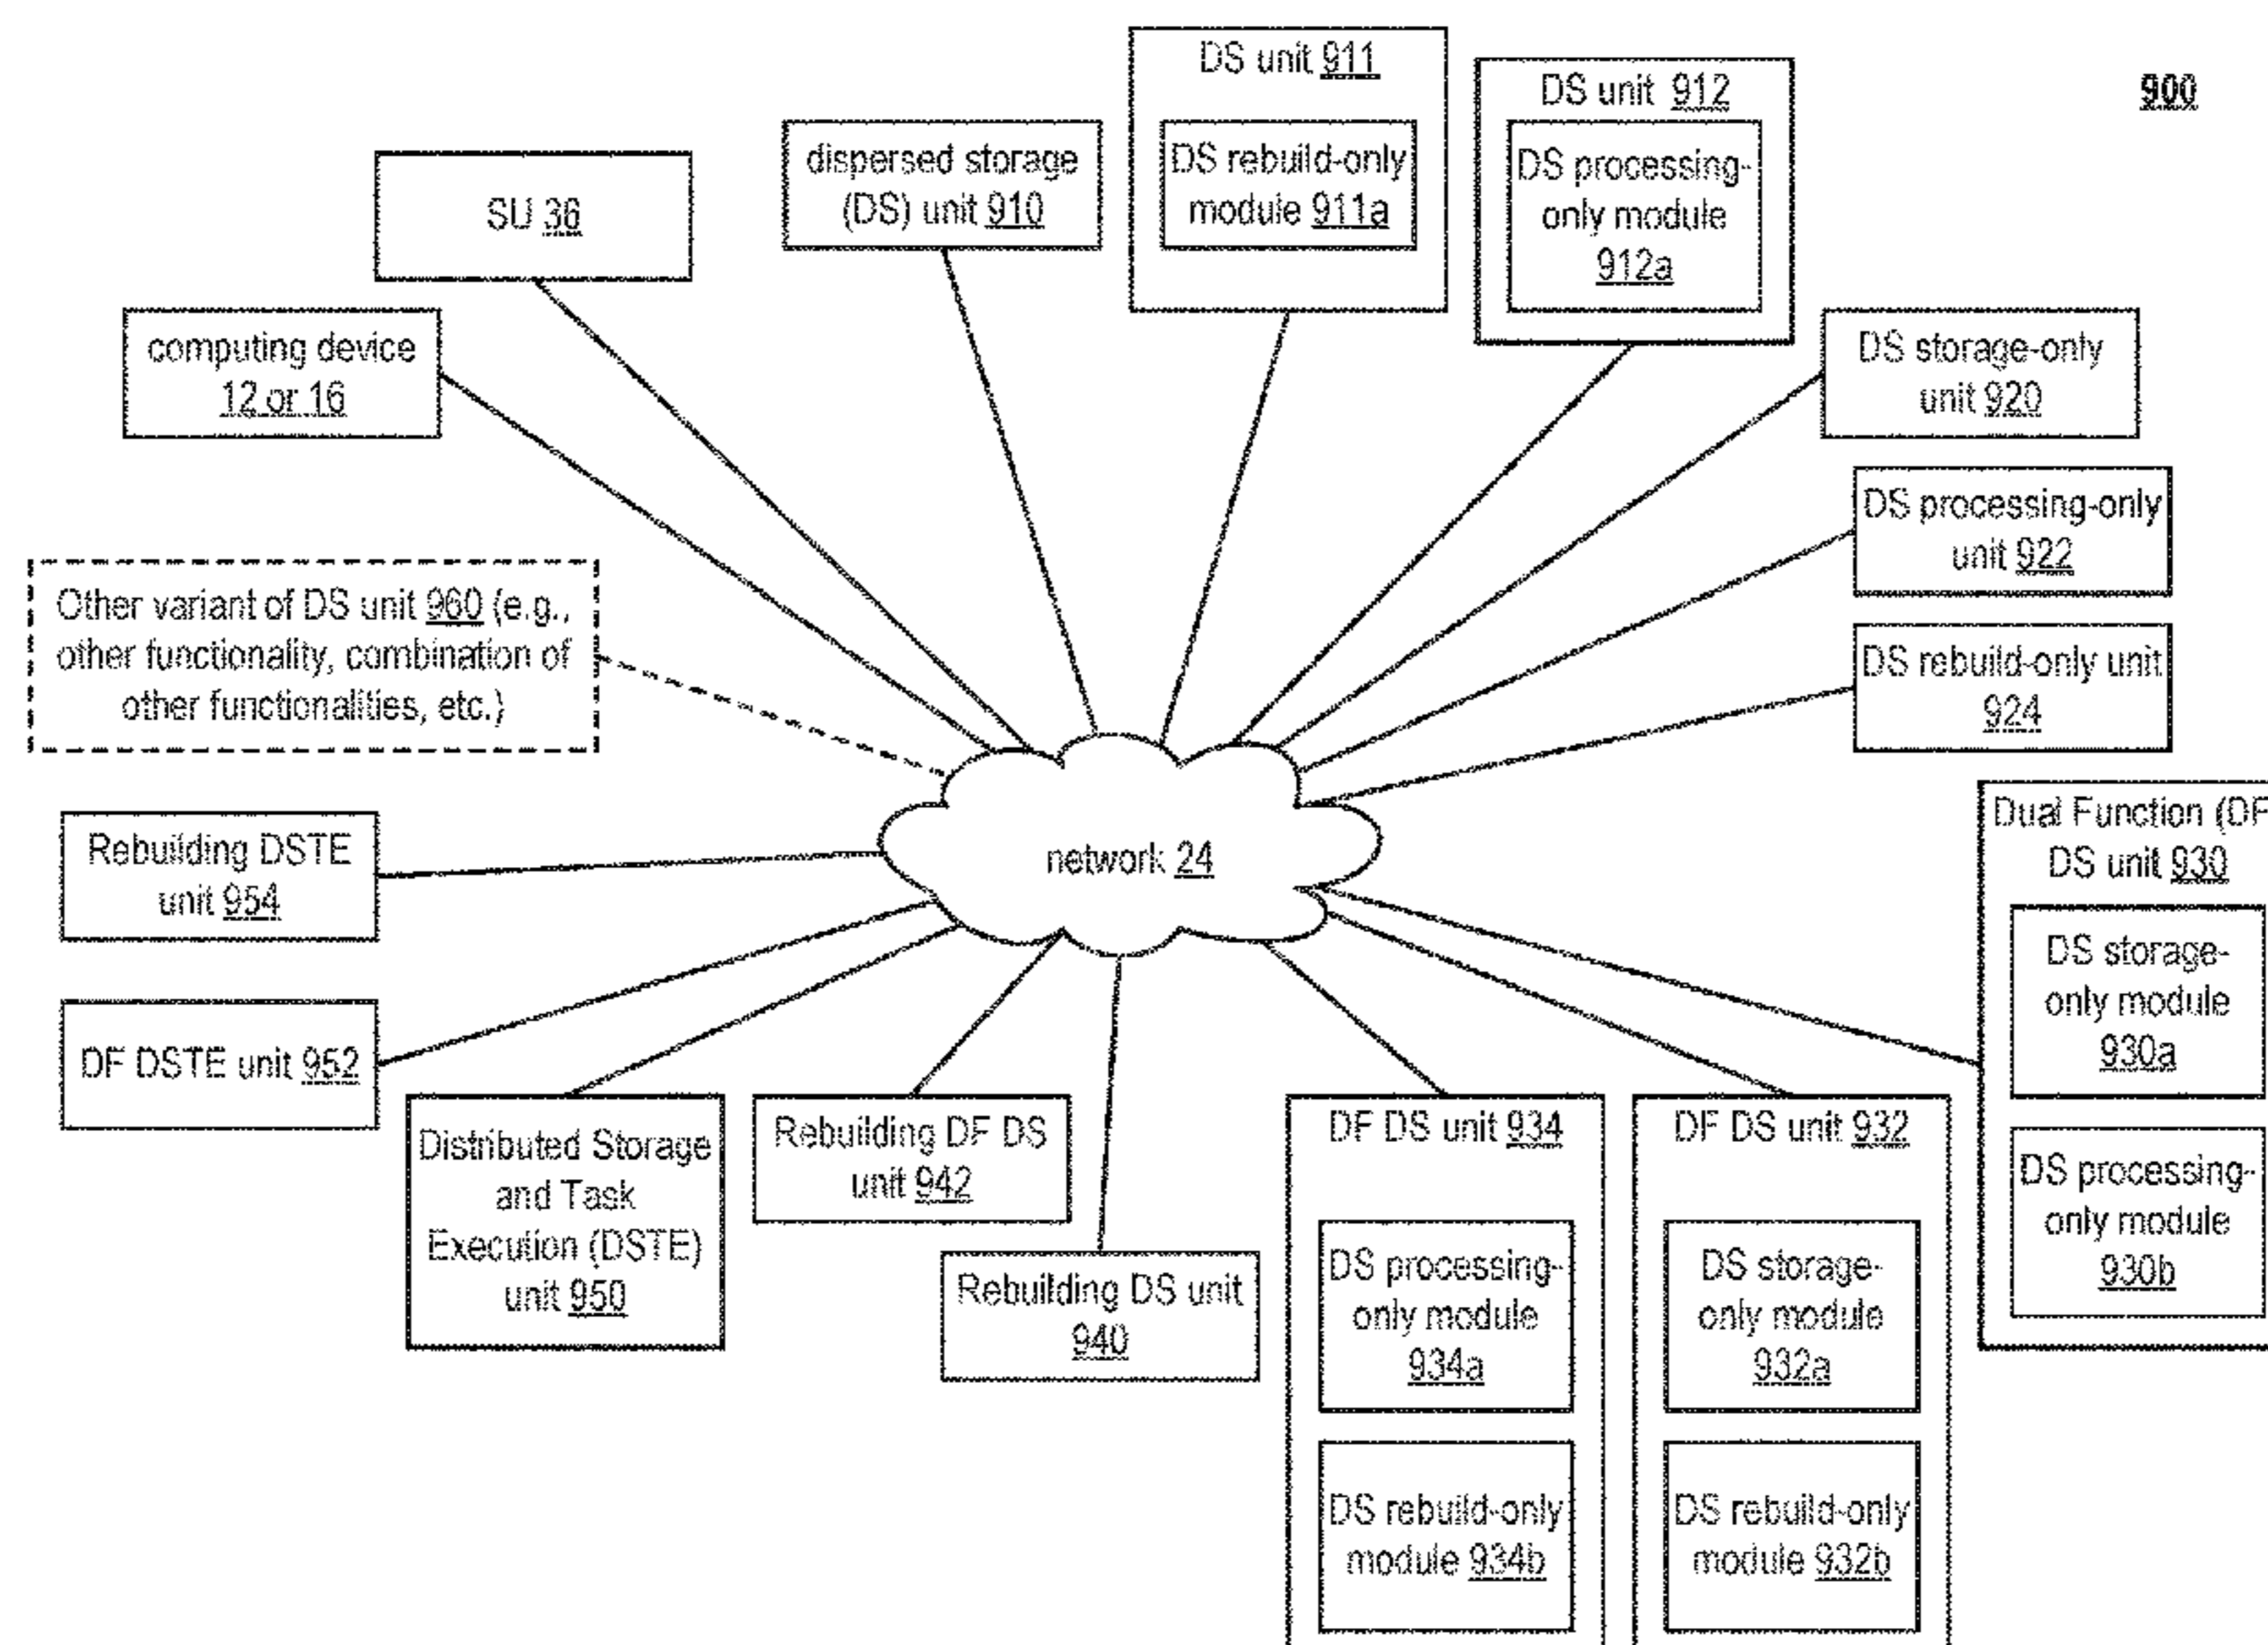 900
DS unit 911
DS rebuild-only
module 911a
DS unit 912
DS processing-
only module
912a
dispersed storage
(DS) unit 910
SU 36
computing device
12 or 16
DS storage-only
unit 920
DS processing-only
unit 922
DS rebuild-only unit
924
Other variant of DS unit 960 (e.g.,
other functionality, combination of
other functionalities, etc.)
network 24
Rebuilding DSTE
unit 954
DF DSTE unit 952
Distributed Storage
and Task
Execution (DSTE)
unit 950
Rebuilding DF DS
unit 942
Rebuilding DS unit
940
DF DS unit 934
DS processing-
only module
934a
DS rebuild-only
module 934b
DF DS unit 932
DS storage-
only module
932a
DS rebuild-only
module 932b
Dual Function (DF
DS unit 930
DS storage-
only module
930a
DS processing-
only module
930b